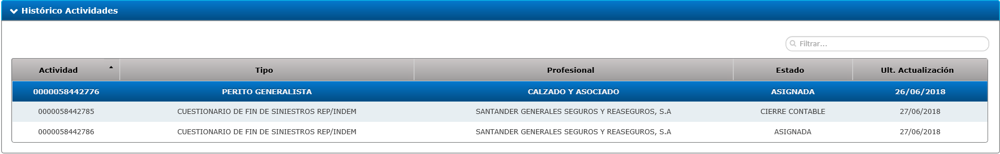 Histórico Actividades
Filtrar...
Actividad Tipo Profesional Estado Ult. Actualización
0000058442776 PERITO GENERALISTA CALZADO Y ASOCIADO ASIGNADA 26/06/2018
0000058442785 CUESTIONARIO DE FIN DE SINIESTROS REP/INDEM SANTANDER GENERALES SEGUROS Y REASEGUROS, S.A CIERRE CONTABLE 27/06/2018
0000058442786 CUESTIONARIO DE FIN DE SINIESTROS REP/INDEM SANTANDER GENERALES SEGUROS Y REASEGUROS, S.A ASIGNADA 27/06/2018